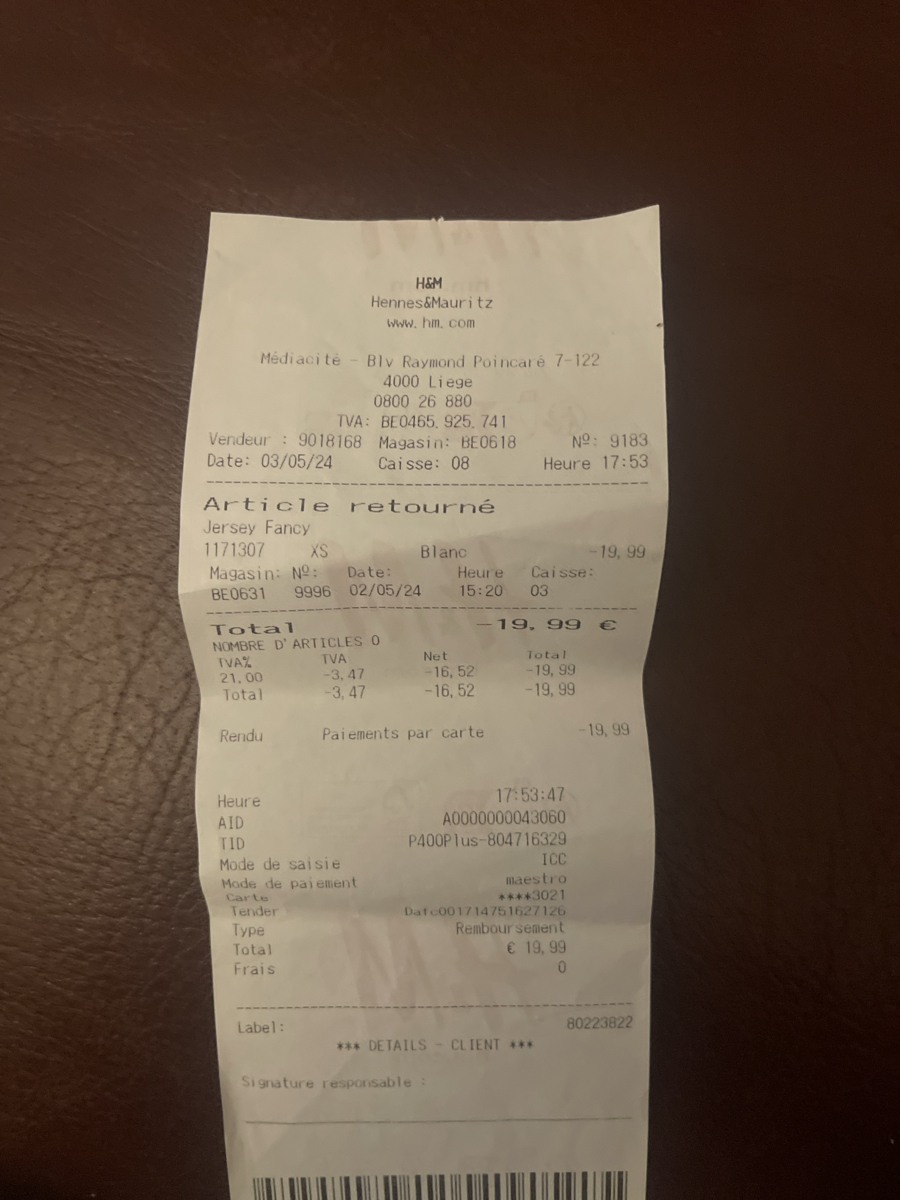 H&M
Hennes&Mauritz
www.hm.com
Médiacité - Blv Raymond Poincaré 7-122
4000 Liege
0800 26 880
TVA: BE0465.925.741
Vendeur : 9018168 Magasin: BE0618 Nº: 9183
Date: 03/05/24 Caisse: 08 Heure 17:53
Article retourné
Jersey Fancy
1171307 XS Blanc -19,99
Magasin: Nº: Date: Heure Caisse:
BE0631 9996 02/05/24 15:20 03
Total -19,99 €
NOMBRE D'ARTICLES 0
TVA% TVA Net Total
21,00 -3,47 -16,52 -19,99
Total -3,47 -16,52 -19,99
Rendu Paiements par carte -19,99
Heure 17:53:47
AID A0000000043060
TID P400Plus-804716329
Mode de saisie ICC
Mode de paiement maestro
Carte ****3021
Tender Datc001714751627126
Type Remboursement
Total € 19,99
Frais 0
Label: 80223822
*** DETAILS - CLIENT ***
Signature responsable :